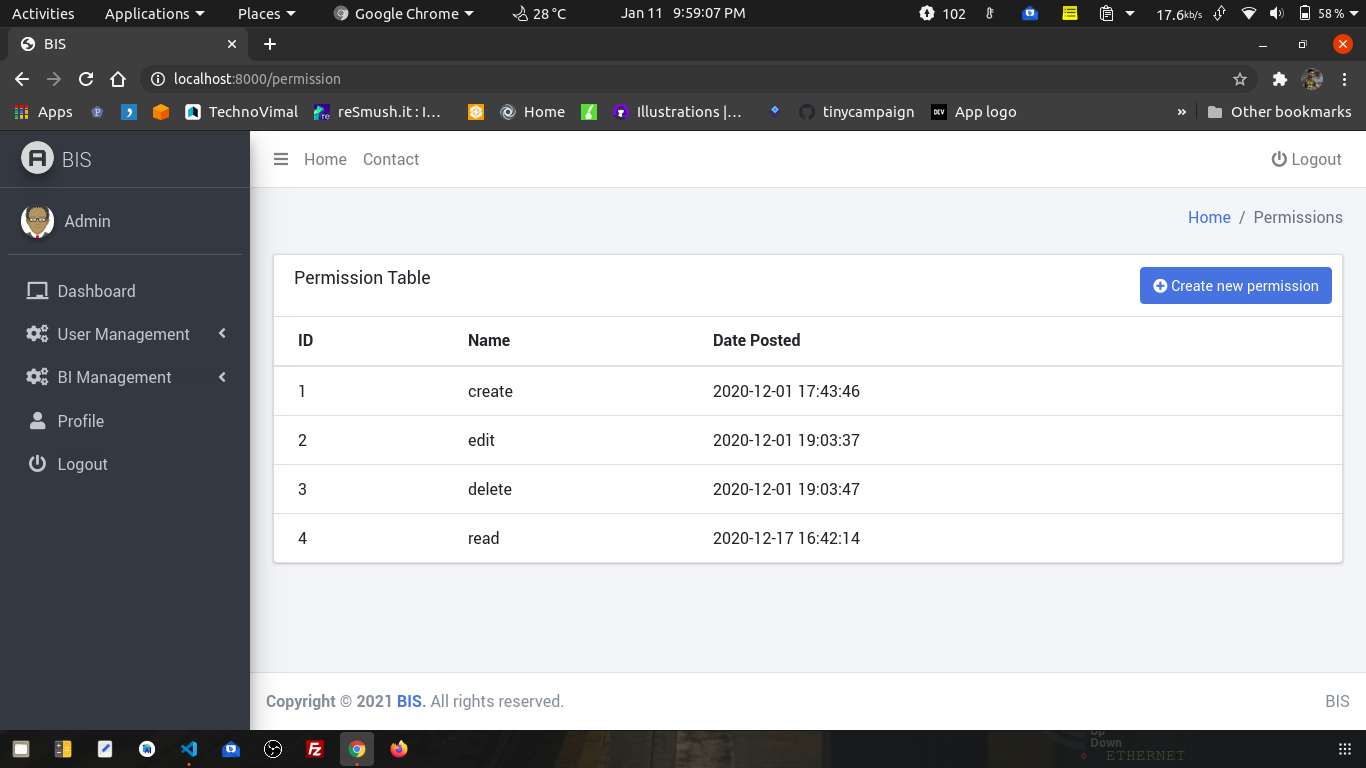 Activities Applications Places Google Chrome 28 °C Jan 11 9:59:07 PM 102 17.6kb/s 58 %
BIS
localhost:8000/permission
Apps TechnoVimal reSmush.it : I… Home Illustrations |… tinycampaign DEV App logo » Other bookmarks
BIS Home Contact Logout
Admin Home / Permissions
Permission Table Create new permission
Dashboard
User Management
BI Management
Profile
Logout
ID Name Date Posted
1 create 2020-12-01 17:43:46
2 edit 2020-12-01 19:03:37
3 delete 2020-12-01 19:03:47
4 read 2020-12-17 16:42:14
Copyright © 2021 BIS. All rights reserved. BIS
Up
Down
ETHERNET